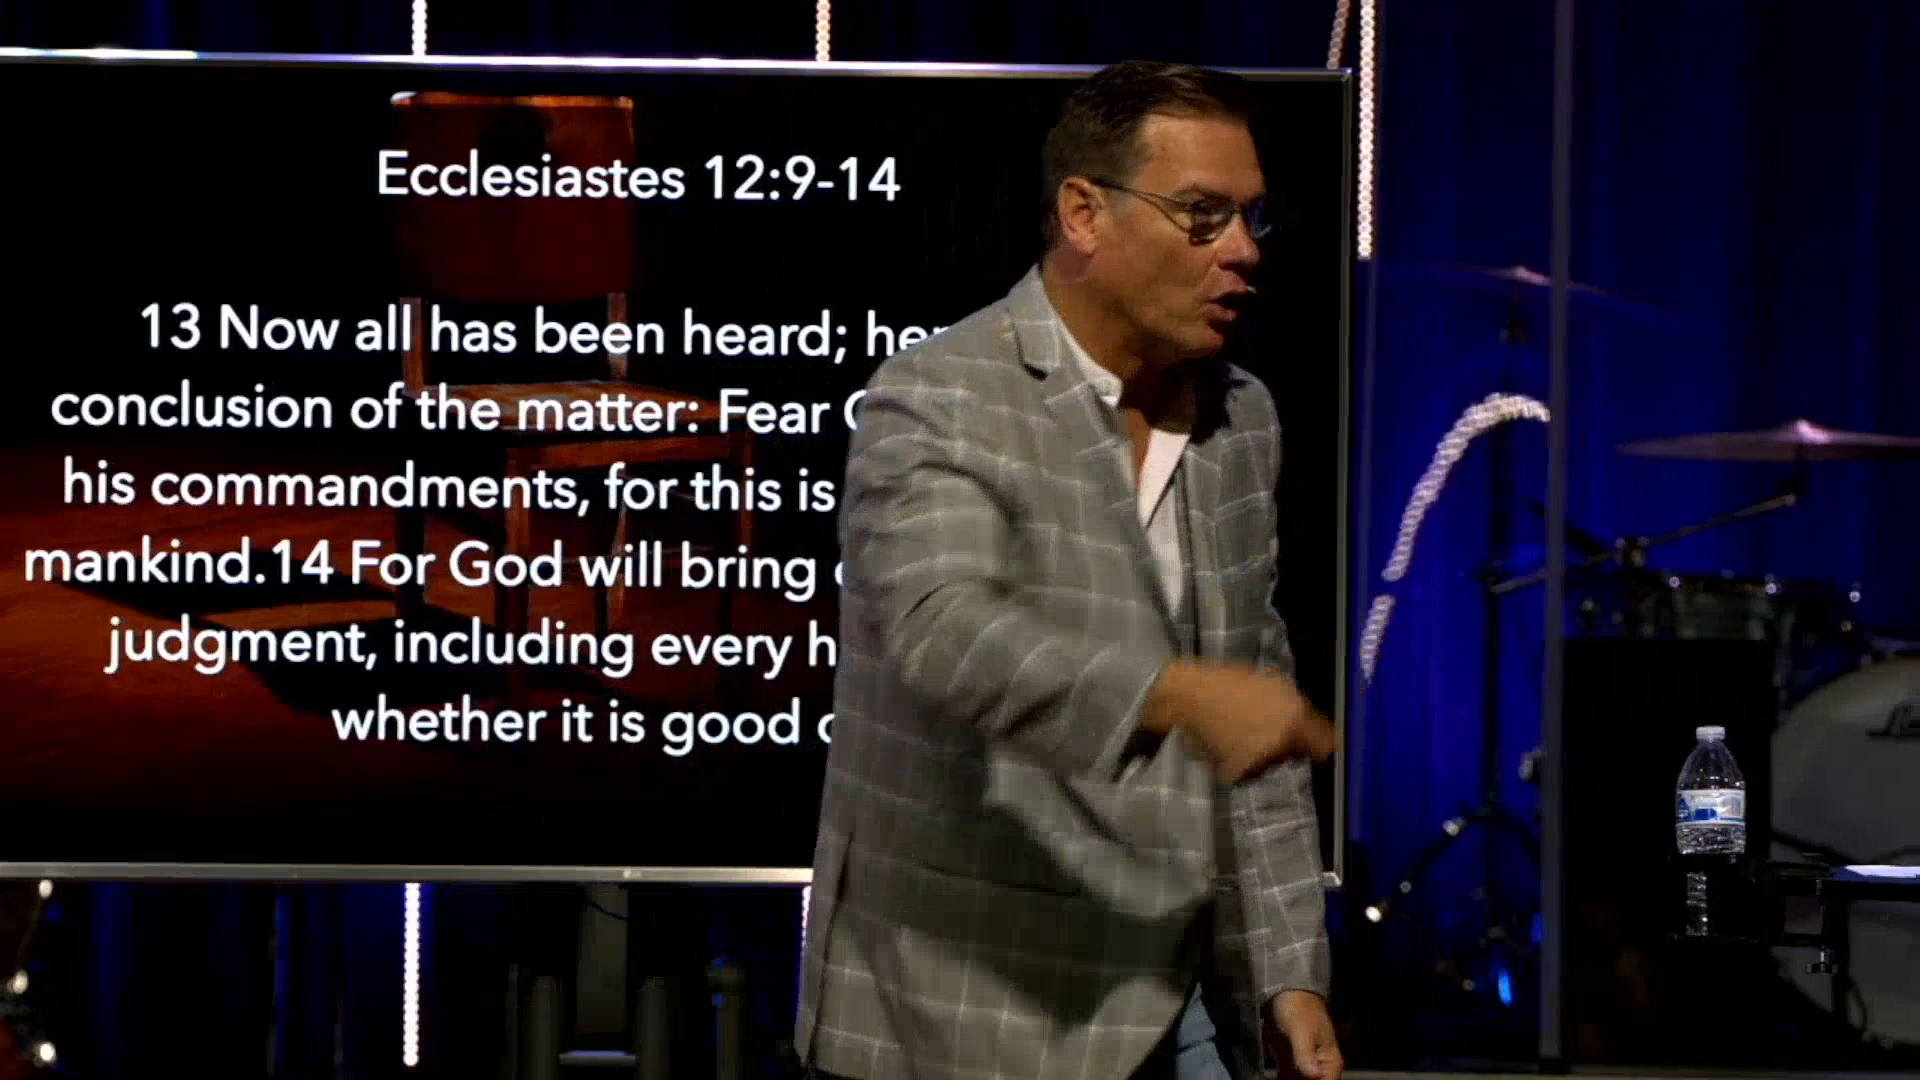 Ecclesiastes 12:9-14
13 Now all has been heard;
conclusion of the matter: Fear
his commandments, for this is
mankind.14 For God will bring
judgment, including every
whether it is good